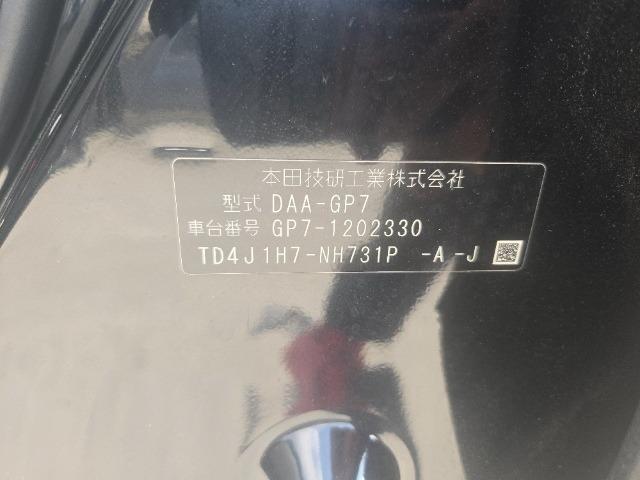 本田技研工業株式会社
型式 DAA-GP7
車台番号 GP7-1202330
TD4J1H7-NH731P -A -J